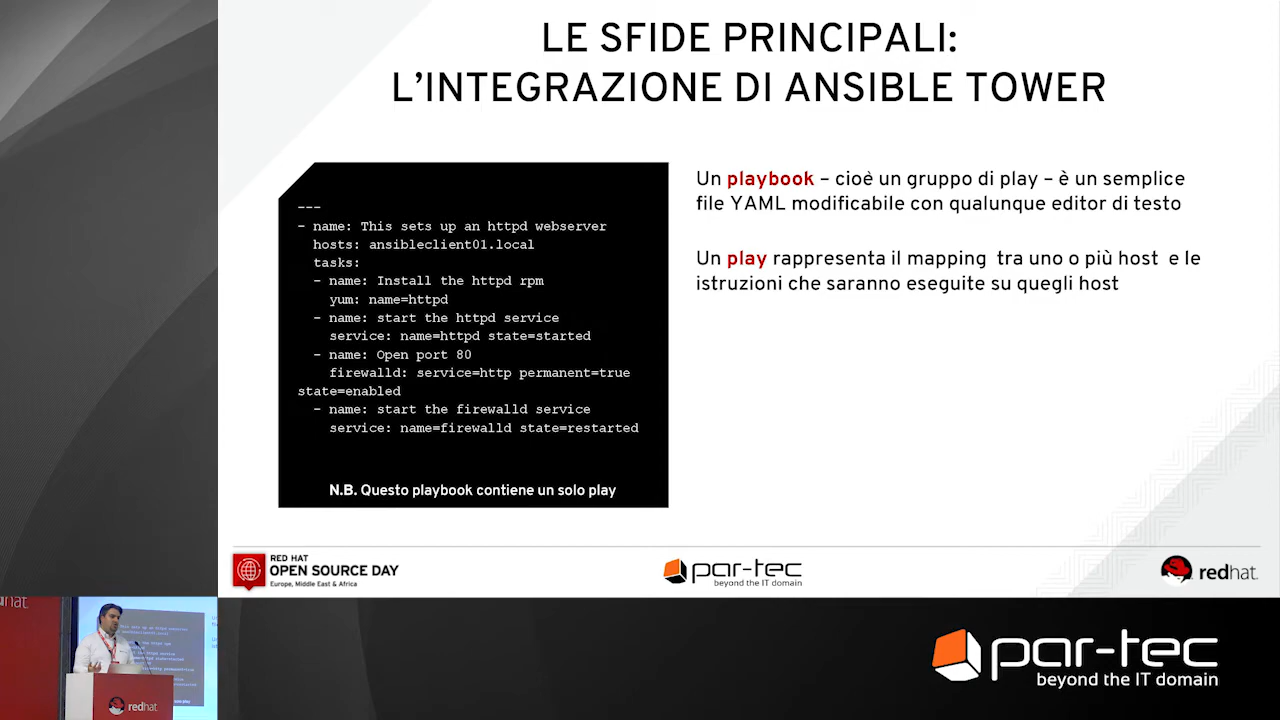 LE SFIDE PRINCIPALI:
L’INTEGRAZIONE DI ANSIBLE TOWER
---
- name: This sets up an httpd webserver
hosts: ansibleclient01.local
tasks:
- name: Install the httpd rpm
yum: name=httpd
- name: start the httpd service
service: name=httpd state=started
- name: Open port 80
firewalld: service=http permanent=true
state=enabled
- name: start the firewalld service
service: name=firewalld state=restarted
N.B. Questo playbook contiene un solo play
Un playbook – cioè un gruppo di play – è un semplice
file YAML modificabile con qualunque editor di testo
Un play rappresenta il mapping tra uno o più host e le
istruzioni che saranno eseguite su quegli host
RED HAT
OPEN SOURCE DAY
Europe, Middle East & Africa
par-tec
beyond the IT domain
redhat.
par-tec
beyond the IT domain
redhat